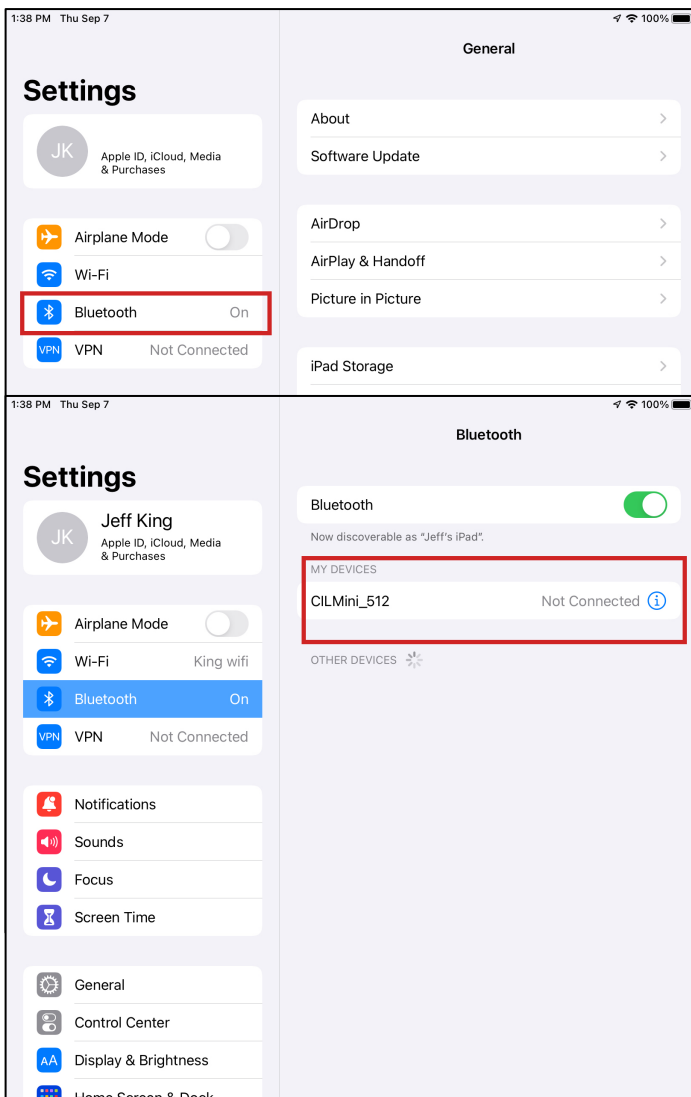 1:38 PM Thu Sep 7
100%
General
Settings
JK
Apple ID, iCloud, Media
& Purchases
Airplane Mode
Wi-Fi
Bluetooth On
VPN VPN Not Connected
About
Software Update
AirDrop
AirPlay & Handoff
Picture in Picture
iPad Storage
1:38 PM Thu Sep 7
100%
Bluetooth
Settings
JK
Jeff King
Apple ID, iCloud, Media
& Purchases
Airplane Mode
Wi-Fi King wifi
Bluetooth On
VPN VPN Not Connected
Notifications
Sounds
Focus
Screen Time
General
Control Center
AA Display & Brightness
Home Screen & Dock
Bluetooth
Now discoverable as “Jeff’s iPad”.
MY DEVICES
CILMini_512 Not Connected i
OTHER DEVICES